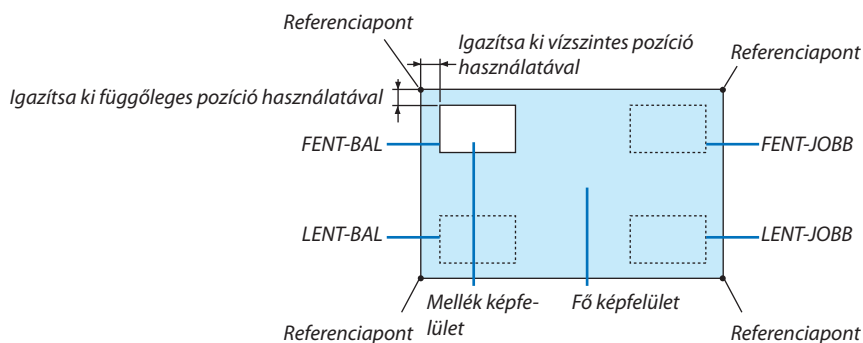 Referenciapont
Igazítsa ki vízszintes pozíció
használatával
Referenciapont
Igazítsa ki függőleges pozíció használatával
FENT-BAL
FENT-JOBB
LENT-BAL
LENT-JOBB
Mellék képfe-
lület
Fő képfelület
Referenciapont
Referenciapont